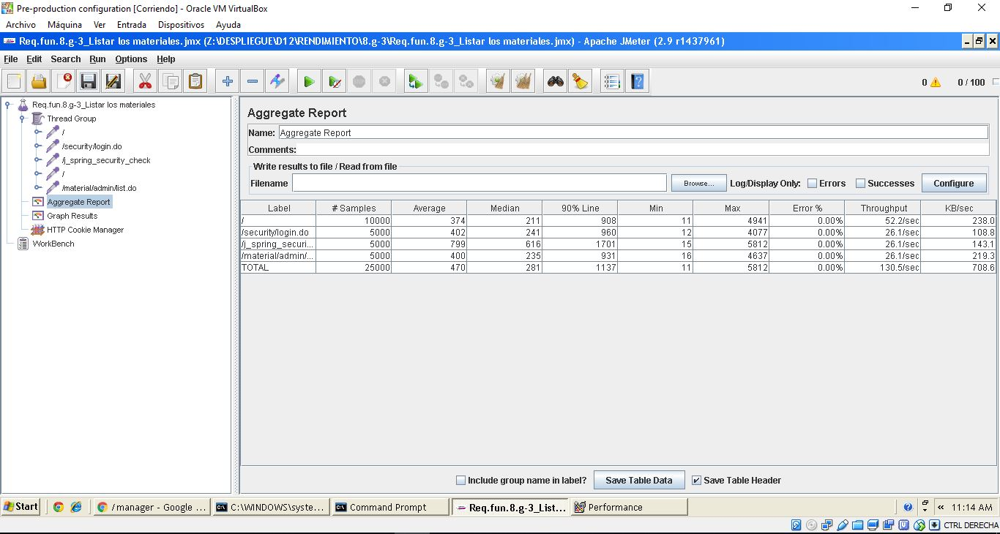 Pre-production configuration [Corriendo] - Oracle VM VirtualBox
Archivo Máquina Ver Entrada Dispositivos Ayuda
Req.fun.8.g-3_Listar los materiales.jmx (Z:\DESPLIEGUE\D12\RENDIMIENTO\8.g-3\Req.fun.8.g-3_Listar los materiales.jmx) - Apache JMeter (2.9 r1437961)
File Edit Search Run Options Help
0 0 / 100
Req.fun.8.g-3_Listar los materiales
Thread Group
/
/security/login.do
/j_spring_security_check
/
/material/admin/list.do
Aggregate Report
Graph Results
HTTP Cookie Manager
WorkBench
Aggregate Report
Name: Aggregate Report
Comments:
Write results to file / Read from file
Filename Browse... Log/Display Only: Errors Successes Configure
Label # Samples Average Median 90% Line Min Max Error % Throughput KB/sec
/ 10000 374 211 908 11 4941 0.00% 52.2/sec 238.0
/security/login.do 5000 402 241 960 12 4077 0.00% 26.1/sec 108.8
/j_spring_securi... 5000 799 616 1701 15 5812 0.00% 26.1/sec 143.1
/material/admin/... 5000 400 235 931 16 4637 0.00% 26.1/sec 219.3
TOTAL 25000 470 281 1137 11 5812 0.00% 130.5/sec 708.6
Include group name in label? Save Table Data Save Table Header
Start /manager - Google ... C:\WINDOWS\syste... Command Prompt Req.fun.8.g-3_List... Performance « 11:14 AM
CTRL DERECHA